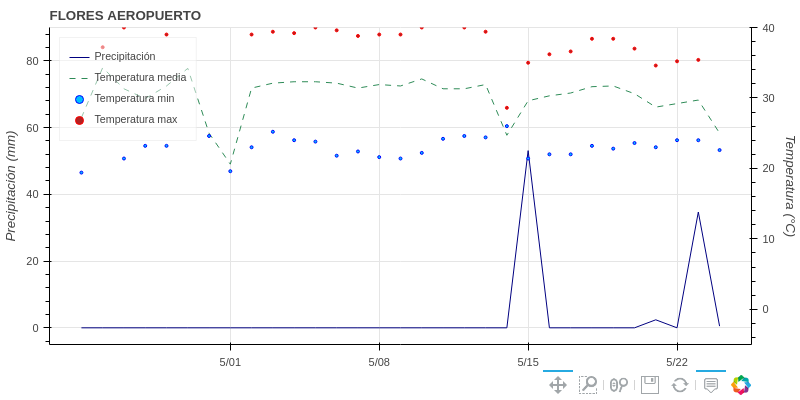 FLORES AEROPUERTO
Precipitación
Temperatura media
Temperatura min
Temperatura max
Precipitación (mm)
80
60
40
20
0
Temperatura (°C)
40
30
20
10
0
5/01
5/08
5/15
5/22